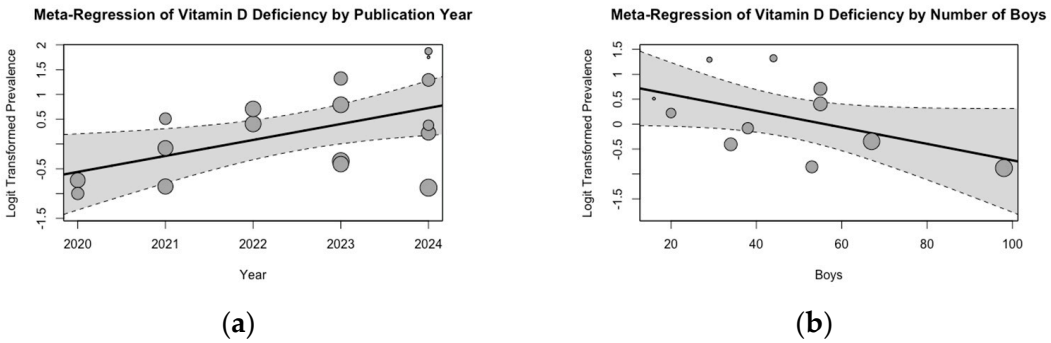 Meta-Regression of Vitamin D Deficiency by Publication Year
Logit Transformed Prevalence
2
1.5
0.5
-0.5
-1.5
2020 2021 2022 2023 2024
Year
(a)
Meta-Regression of Vitamin D Deficiency by Number of Boys
Logit Transformed Prevalence
1.5
0.5
0
-0.5
-1.5
20 40 60 80 100
Boys
(b)